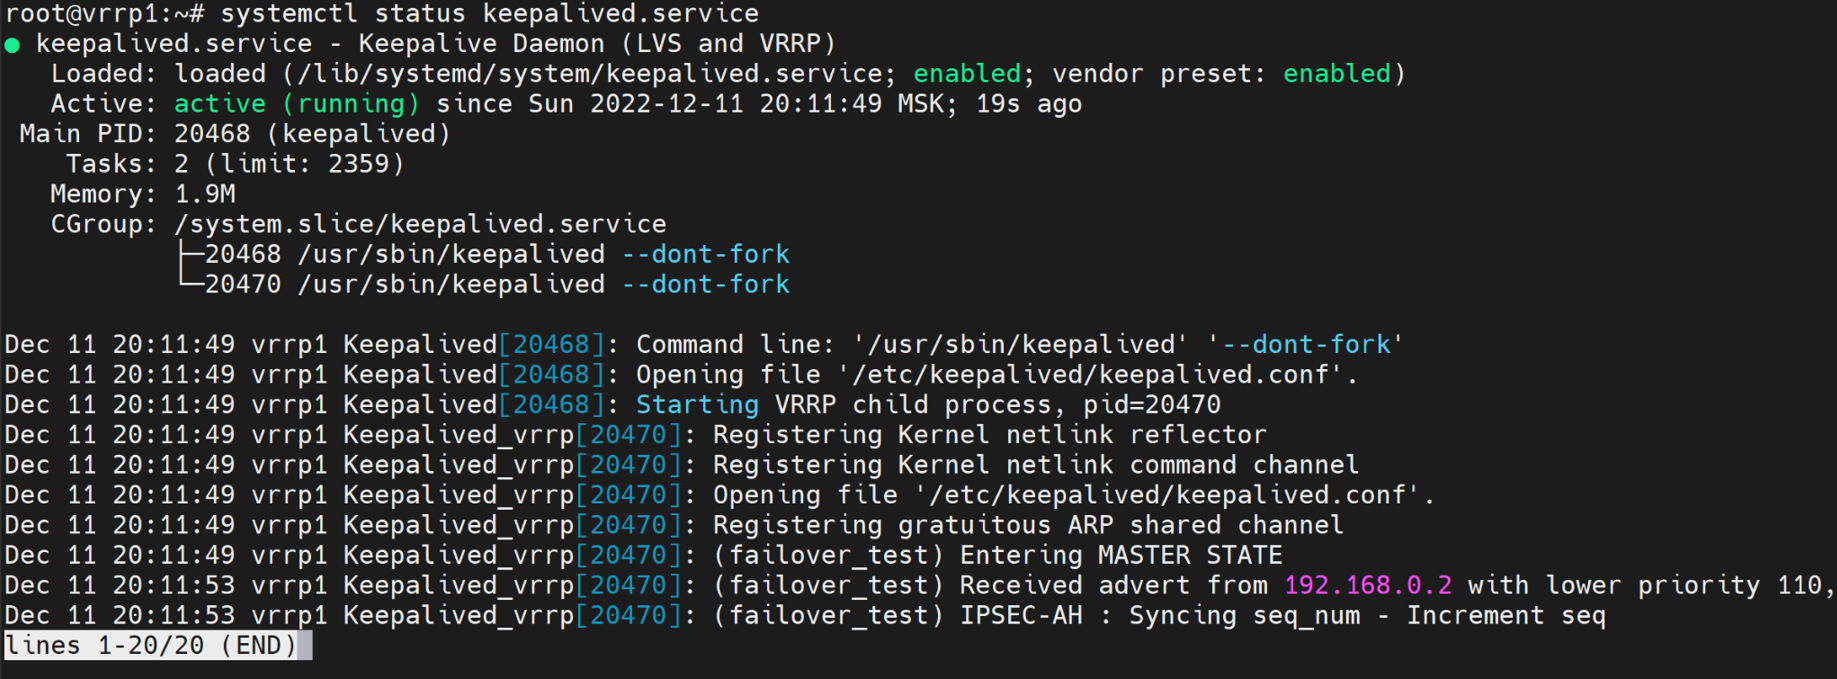 root@vrrp1:~# systemctl status keepalived.service
● keepalived.service - Keepalive Daemon (LVS and VRRP)
   Loaded: loaded (/lib/systemd/system/keepalived.service; enabled; vendor preset: enabled)
   Active: active (running) since Sun 2022-12-11 20:11:49 MSK; 19s ago
 Main PID: 20468 (keepalived)
    Tasks: 2 (limit: 2359)
   Memory: 1.9M
   CGroup: /system.slice/keepalived.service
           ├─20468 /usr/sbin/keepalived --dont-fork
           └─20470 /usr/sbin/keepalived --dont-fork

Dec 11 20:11:49 vrrp1 Keepalived[20468]: Command line: '/usr/sbin/keepalived' '--dont-fork'
Dec 11 20:11:49 vrrp1 Keepalived[20468]: Opening file '/etc/keepalived/keepalived.conf'.
Dec 11 20:11:49 vrrp1 Keepalived[20468]: Starting VRRP child process, pid=20470
Dec 11 20:11:49 vrrp1 Keepalived_vrrp[20470]: Registering Kernel netlink reflector
Dec 11 20:11:49 vrrp1 Keepalived_vrrp[20470]: Registering Kernel netlink command channel
Dec 11 20:11:49 vrrp1 Keepalived_vrrp[20470]: Opening file '/etc/keepalived/keepalived.conf'.
Dec 11 20:11:49 vrrp1 Keepalived_vrrp[20470]: Registering gratuitous ARP shared channel
Dec 11 20:11:49 vrrp1 Keepalived_vrrp[20470]: (failover_test) Entering MASTER STATE
Dec 11 20:11:53 vrrp1 Keepalived_vrrp[20470]: (failover_test) Received advert from 192.168.0.2 with lower priority 110,
Dec 11 20:11:53 vrrp1 Keepalived_vrrp[20470]: (failover_test) IPSEC-AH : Syncing seq_num - Increment seq
lines 1-20/20 (END)